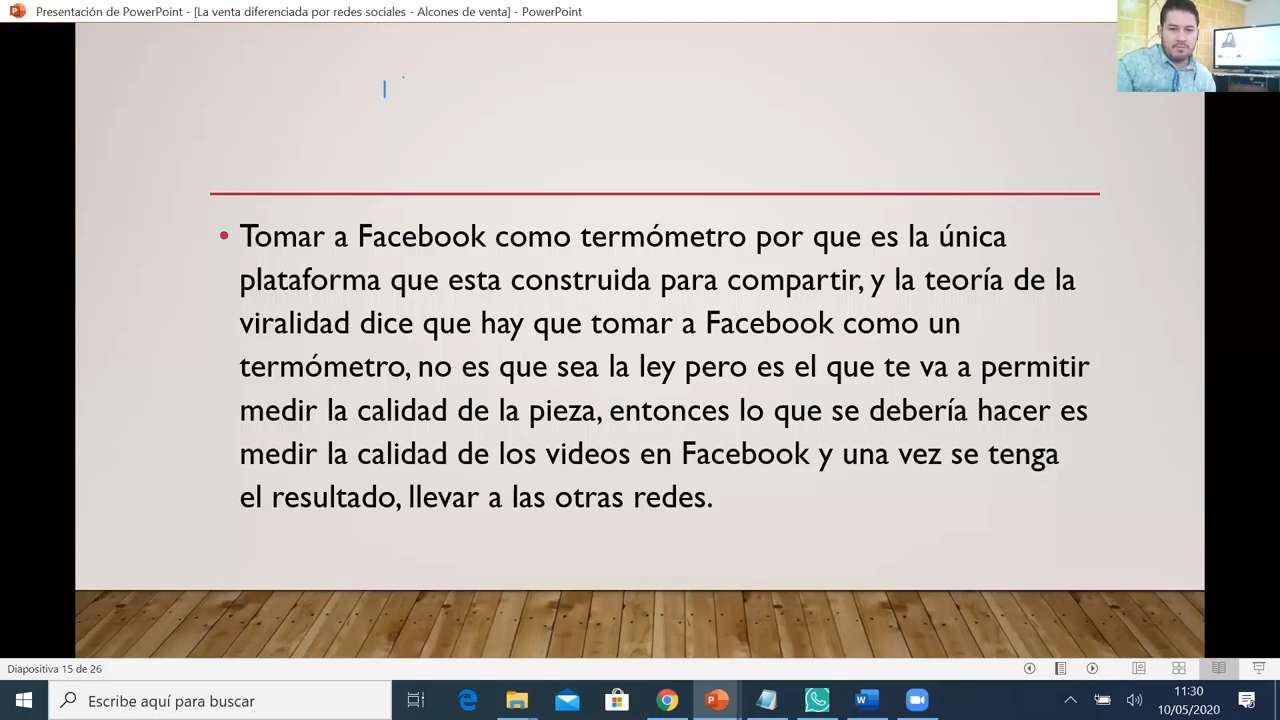 Presentación de PowerPoint - [La venta diferenciada por redes sociales - Alcones de venta] - PowerPoint
• Tomar a Facebook como termómetro por que es la única
plataforma que esta construida para compartir, y la teoría de la
viralidad dice que hay que tomar a Facebook como un
termómetro, no es que sea la ley pero es el que te va a permitir
medir la calidad de la pieza, entonces lo que se debería hacer es
medir la calidad de los videos en Facebook y una vez se tenga
el resultado, llevar a las otras redes.
Diapositiva 15 de 26
Escribe aquí para buscar
11:30
10/05/2020